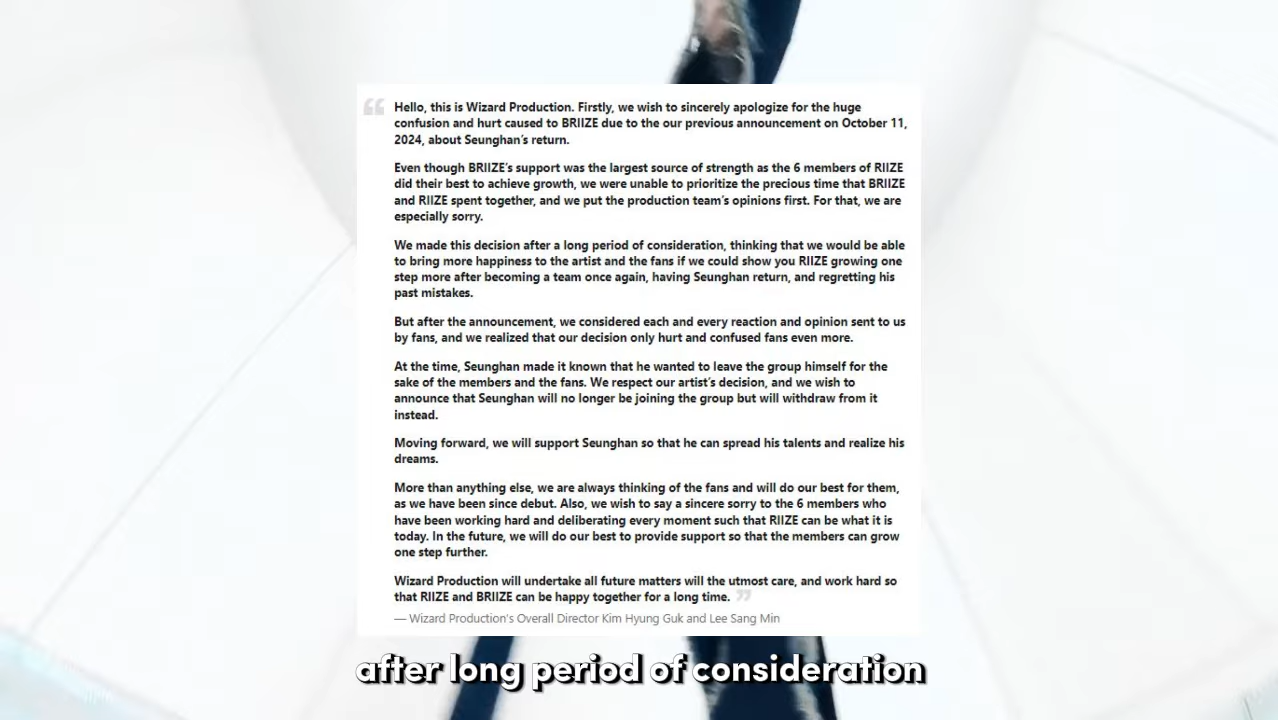 “
Hello, this is Wizard Production. Firstly, we wish to sincerely apologize for the huge
confusion and hurt caused to BRIIZE due to the our previous announcement on October 11,
2024, about Seunghan’s return.
Even though BRIIZE’s support was the largest source of strength as the 6 members of RIIZE
did their best to achieve growth, we were unable to prioritize the precious time that BRIIZE
and RIIZE spent together, and we put the production team’s opinions first. For that, we are
especially sorry.
We made this decision after a long period of consideration, thinking that we would be able
to bring more happiness to the artist and the fans if we could show you RIIZE growing one
step more after becoming a team once again, having Seunghan return, and regretting his
past mistakes.
But after the announcement, we considered each and every reaction and opinion sent to us
by fans, and we realized that our decision only hurt and confused fans even more.
At the time, Seunghan made it known that he wanted to leave the group himself for the
sake of the members and the fans. We respect our artist’s decision, and we wish to
announce that Seunghan will no longer be joining the group but will withdraw from it
instead.
Moving forward, we will support Seunghan so that he can spread his talents and realize his
dreams.
More than anything else, we are always thinking of the fans and will do our best for them,
as we have been since debut. Also, we wish to say a sincere sorry to the 6 members who
have been working hard and deliberating every moment such that RIIZE can be what it is
today. In the future, we will do our best to provide support so that the members can grow
one step further.
Wizard Production will undertake all future matters will the utmost care, and work hard so
that RIIZE and BRIIZE can be happy together for a long time. ”
— Wizard Production’s Overall Director Kim Hyung Guk and Lee Sang Min
after long period of consideration